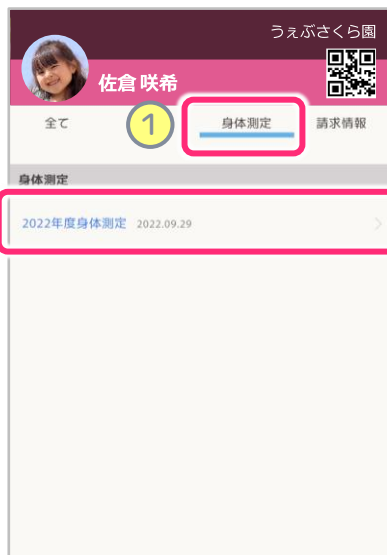 うぇぶさくら園
佐倉 咲希
全て
1
身体測定
請求情報
身体測定
2022年度身体測定 2022.09.29